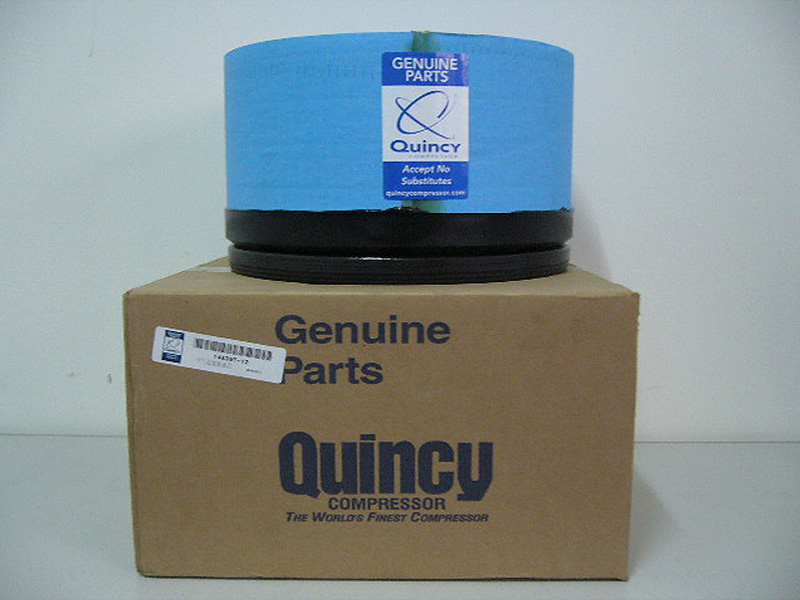 GENUINE
PARTS
Quincy
COMPRESSOR
Accept No
Substitutes
quincycompressor.com
Genuine
Parts
Quincy
COMPRESSOR
THE WORLD'S FINEST COMPRESSOR